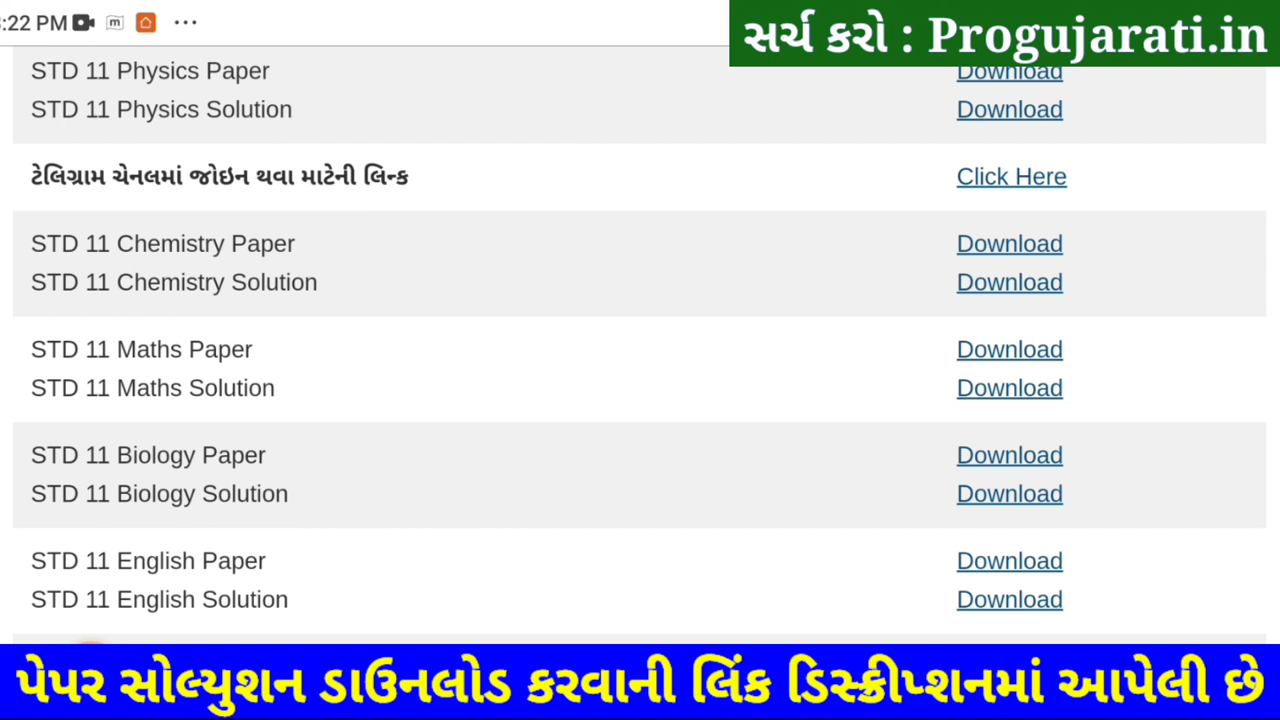 :22 PM m ...
સર્ચ કરો : Progujarati.in
STD 11 Physics Paper Download
STD 11 Physics Solution Download
ટેલિગ્રામ ચેનલમાં જોઇન થવા માટેની લિન્ક Click Here
STD 11 Chemistry Paper Download
STD 11 Chemistry Solution Download
STD 11 Maths Paper Download
STD 11 Maths Solution Download
STD 11 Biology Paper Download
STD 11 Biology Solution Download
STD 11 English Paper Download
STD 11 English Solution Download
પેપર સોલ્યુશન ડાઉનલોડ કરવાની લિંક ડિસ્ક્રીપ્શનમાં આપેલી છે